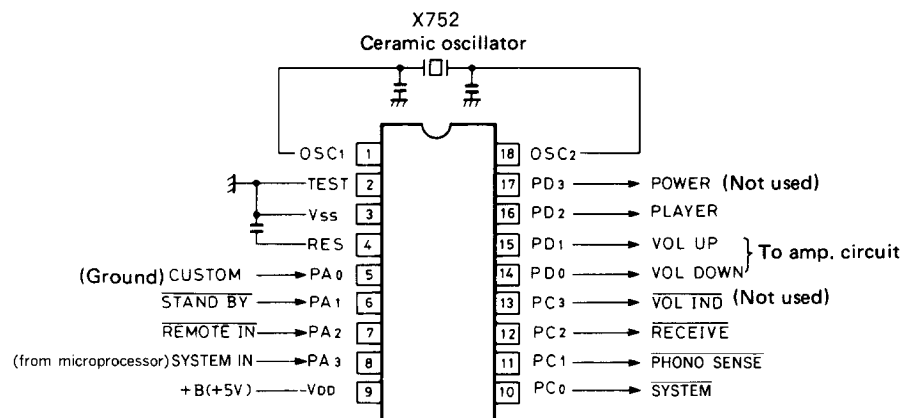 X752
Ceramic oscillator
OSC1 1 18 OSC2
TEST 2 17 PD3 POWER (Not used)
VSS 3 16 PD2 PLAYER
RES 4 15 PD1 VOL UP
To amp. circuit
(Ground) CUSTOM PA0 5 14 PD0 VOL DOWN
STAND BY PA1 6 13 PC3 VOL IND (Not used)
REMOTE IN PA2 7 12 PC2 RECEIVE
(from microprocessor) SYSTEM IN PA3 8 11 PC1 PHONO SENSE
+B(+5V) VDD 9 10 PC0 SYSTEM